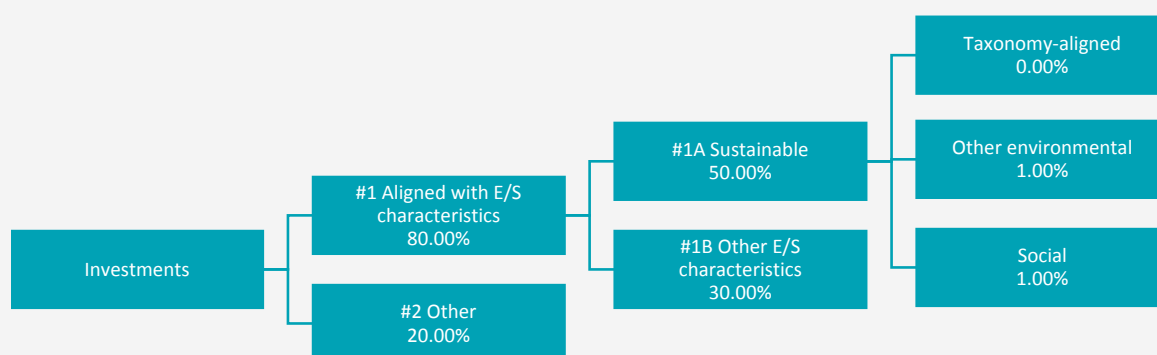 Investments
#1 Aligned with E/S
characteristics
80.00%
#2 Other
20.00%
#1A Sustainable
50.00%
#1B Other E/S
characteristics
30.00%
Taxonomy-aligned
0.00%
Other environmental
1.00%
Social
1.00%